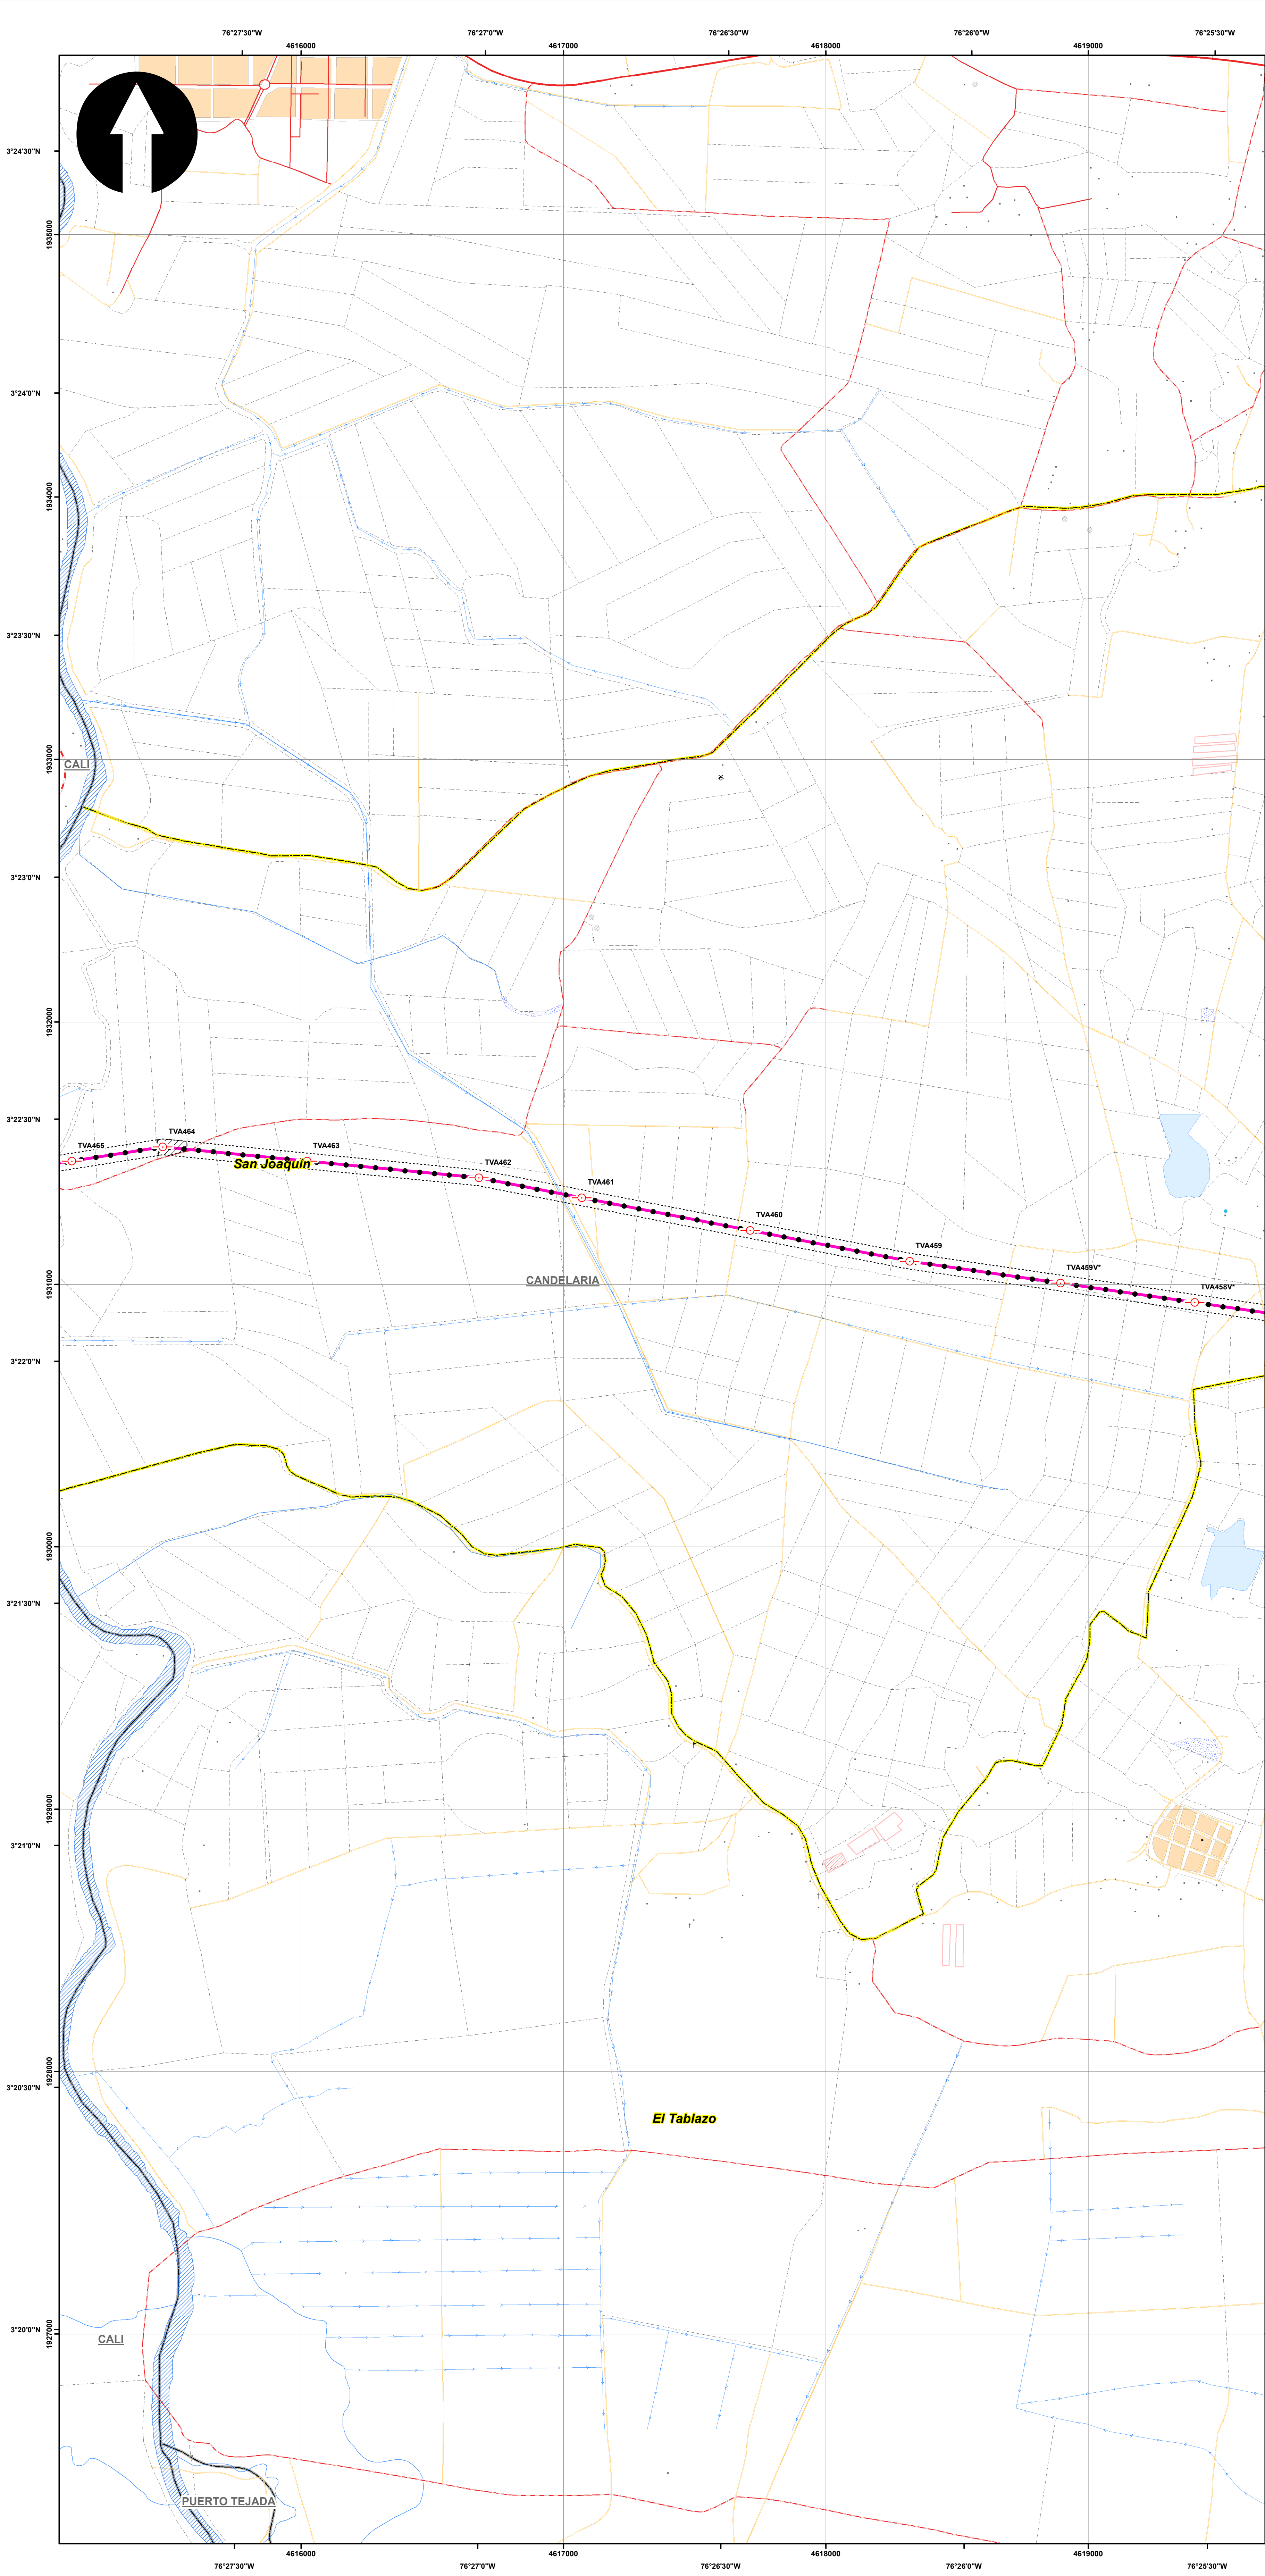 76°27'30"W 76°27'0"W 76°26'30"W 76°26'0"W 76°25'30"W
4616000 4617000 4618000 4619000
3°24'30"N
1935000
3°24'0"N
1934000
3°23'30"N
1933000
CALI
3°23'0"N
1932000
3°22'30"N
TVA465 TVA464 TVA463 TVA462 TVA461 TVA460 TVA459 TVA459V* TVA458V*
San Joaquín
CANDELARIA
1931000
3°22'0"N
1930000
3°21'30"N
1929000
3°21'0"N
1928000
3°20'30"N
El Tablazo
3°20'0"N
1927000
CALI
PUERTO TEJADA
4616000 4617000 4618000 4619000
76°27'30"W 76°27'0"W 76°26'30"W 76°26'0"W 76°25'30"W